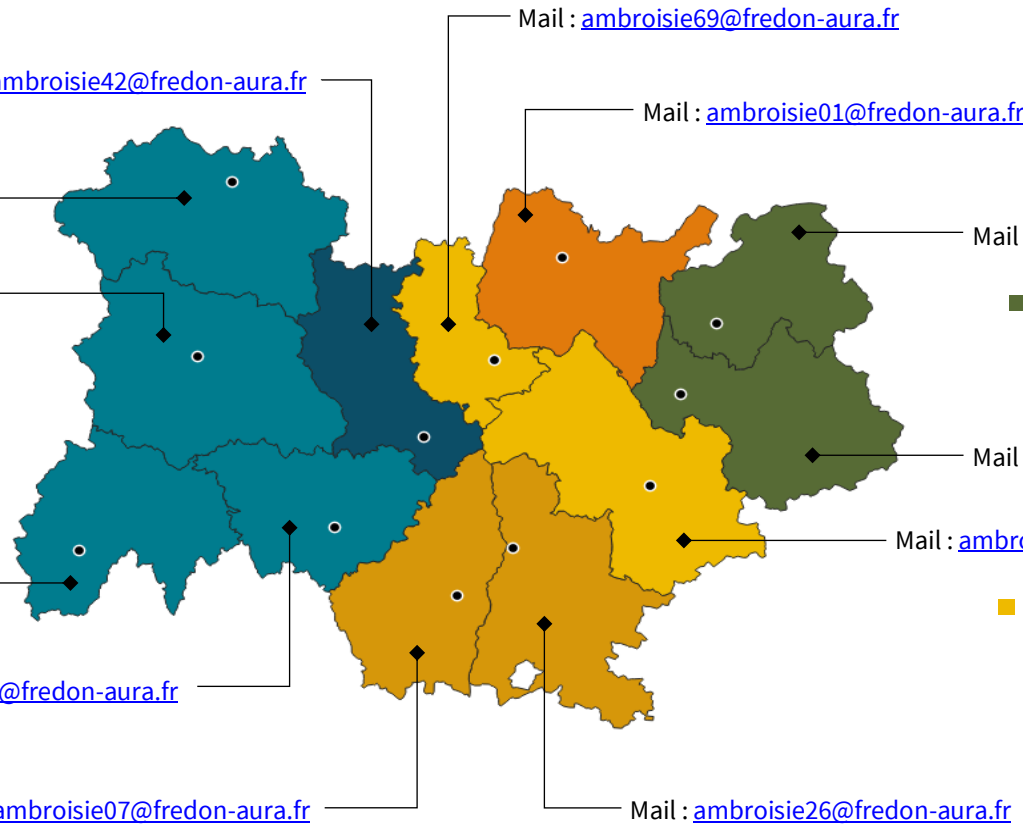 Mail : ambroisie69@fredon-aura.fr
ambroisie42@fredon-aura.fr
Mail : ambroisie01@fredon-aura.fr
Mail
Mail
Mail : ambro
@fredon-aura.fr
ambroisie07@fredon-aura.fr
Mail : ambroisie26@fredon-aura.fr